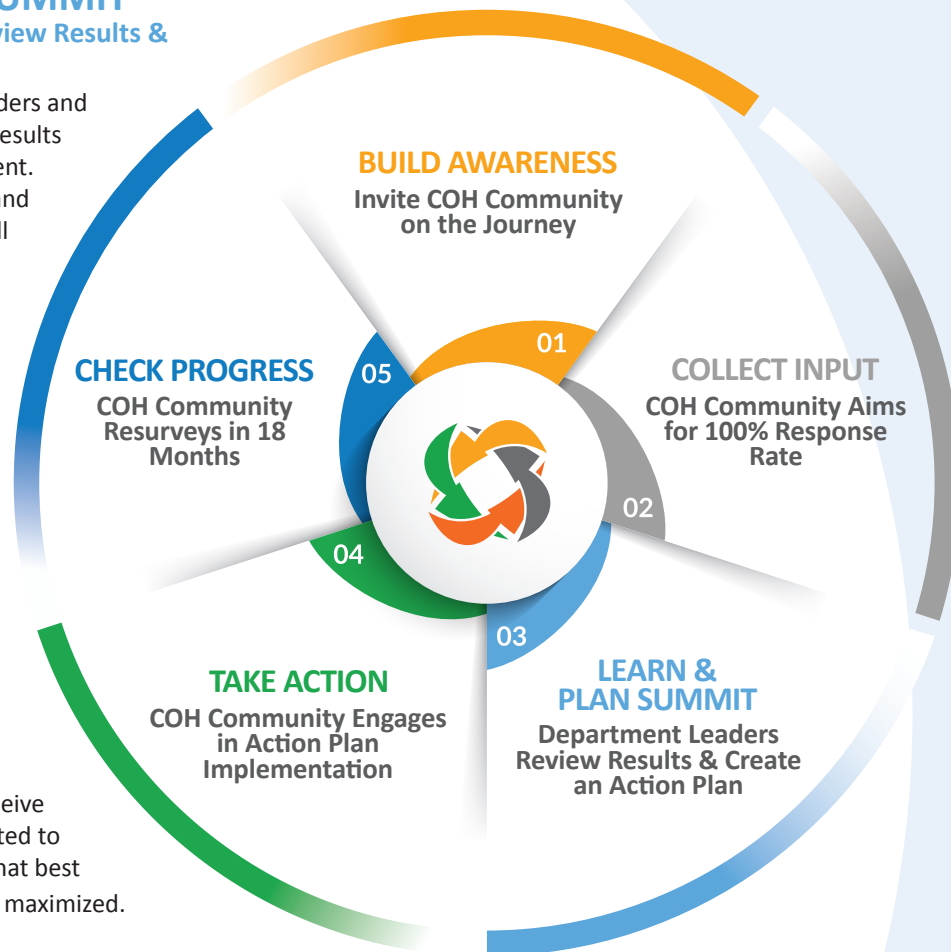 UMMIT
view Results &
ders and
esults
ent.
and
ll
BUILD AWARENESS
Invite COH Community
on the Journey
01
COLLECT INPUT
COH Community Aims
for 100% Response
Rate
02
LEARN &
PLAN SUMMIT
Department Leaders
Review Results & Create
an Action Plan
03
TAKE ACTION
COH Community Engages
in Action Plan
Implementation
04
CHECK PROGRESS
COH Community
Resurveys in 18
Months
05
eive
ted to
hat best
maximized.